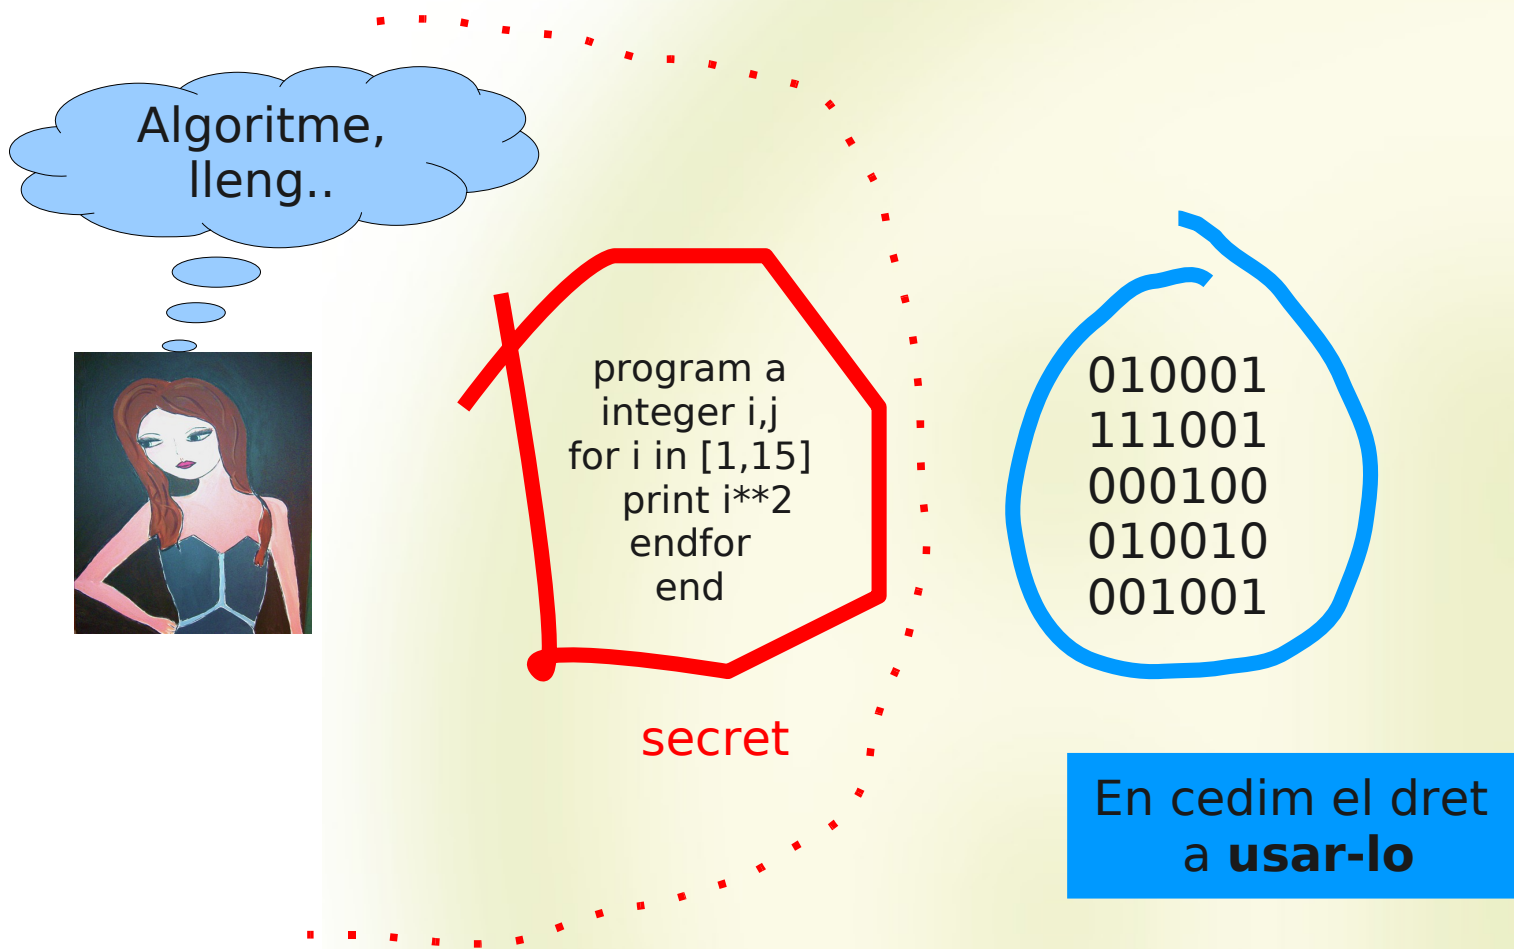 Algoritme,
lleng..
program a
integer i,j
for i in [1,15]
print i**2
endfor
end
secret
010001
111001
000100
010010
001001
En cedim el dret
a usar-lo